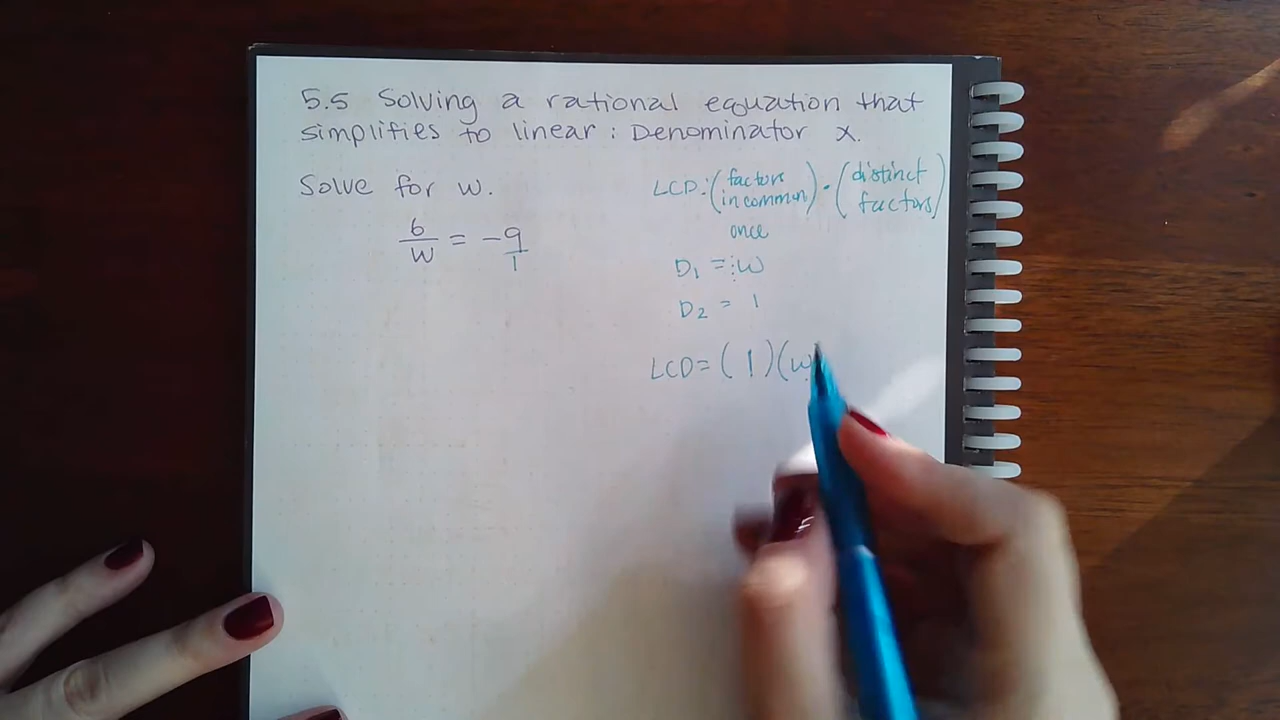 5.5 Solving a rational equation that
simplifies to linear: Denominator x.
Solve for w.
6/w = -9/1
LCD: (factors in common) · (distinct factors)
once
D₁ = w
D₂ = 1
LCD = (1)(w